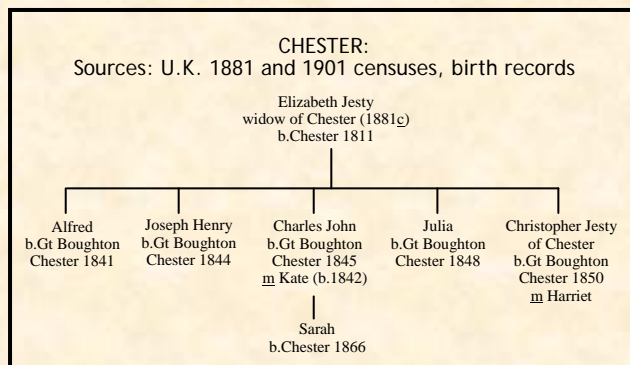 CHESTER:
Sources: U.K. 1881 and 1901 censuses, birth records
Elizabeth Jesty
widow of Chester (1881c)
b.Chester 1811
Alfred
b.Gt Boughton
Chester 1841
Joseph Henry
b.Gt Boughton
Chester 1844
Charles John
b.Gt Boughton
Chester 1845
m Kate (b.1842)
Julia
b.Gt Boughton
Chester 1848
Christopher Jesty
of Chester
b.Gt Boughton
Chester 1850
m Harriet
Sarah
b.Chester 1866